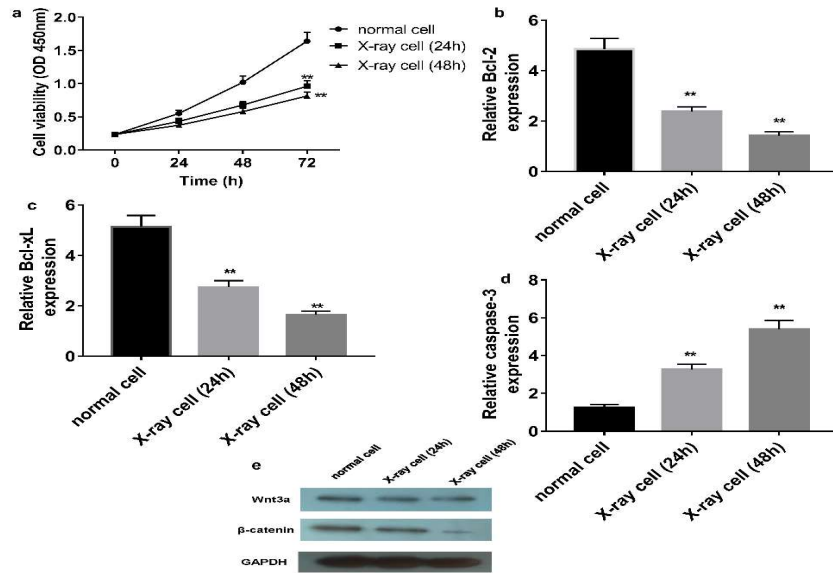 a
Cell viability (OD 450nm)
2.0
1.5
1.0
0.5
0.0
0
24
48
72
Time (h)
normal cell
X-ray cell (24h)
X-ray cell (48h)
**
**
b
Relative Bcl-2
expression
6
4
2
0
**
**
normal cell
X-ray cell (24h)
X-ray cell (48h)
c
Relative Bcl-xL
expression
6
4
2
0
**
**
normal cell
X-ray cell (24h)
X-ray cell (48h)
d
Relative caspase-3
expression
8
6
4
2
0
**
**
normal cell
X-ray cell (24h)
X-ray cell (48h)
e
normal cell
X-ray cell (24h)
X-ray cell (48h)
Wnt3a
β-catenin
GAPDH